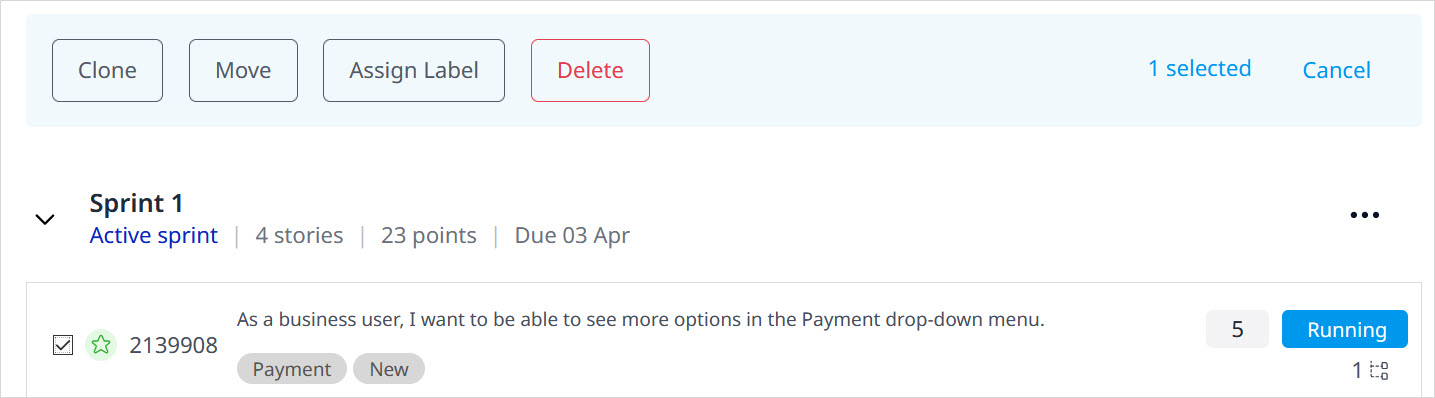 Clone Move Assign Label Delete 1 selected Cancel
Sprint 1
Active sprint | 4 stories | 23 points | Due 03 Apr
As a business user, I want to be able to see more options in the Payment drop-down menu.
2139908 5 Running
Payment New 1